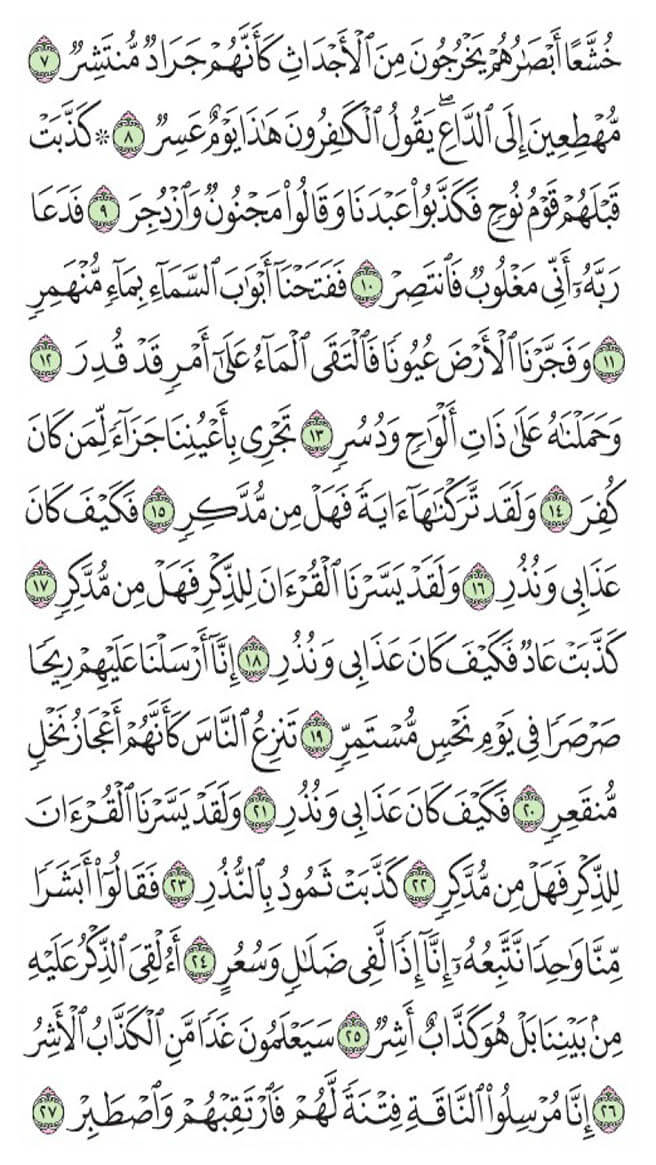 خُشَّعًا أَبْصَٰرُهُمْ يَخْرُجُونَ مِنَ ٱلْأَجْدَاثِ كَأَنَّهُمْ جَرَادٌ مُّنتَشِرٌ ٧
مُّهْطِعِينَ إِلَى ٱلدَّاعِ ۖ يَقُولُ ٱلْكَٰفِرُونَ هَٰذَا يَوْمٌ عَسِرٌ ٨ ۞ كَذَّبَتْ
قَبْلَهُمْ قَوْمُ نُوحٍ فَكَذَّبُوا۟ عَبْدَنَا وَقَالُوا۟ مَجْنُونٌ وَٱزْدُجِرَ ٩ فَدَعَا
رَبَّهُۥٓ أَنِّى مَغْلُوبٌ فَٱنتَصِرْ ١٠ فَفَتَحْنَآ أَبْوَٰبَ ٱلسَّمَآءِ بِمَآءٍ مُّنْهَمِرٍ
١١ وَفَجَّرْنَا ٱلْأَرْضَ عُيُونًا فَٱلْتَقَى ٱلْمَآءُ عَلَىٰٓ أَمْرٍ قَدْ قُدِرَ ١٢
وَحَمَلْنَٰهُ عَلَىٰ ذَاتِ أَلْوَٰحٍ وَدُسُرٍ ١٣ تَجْرِى بِأَعْيُنِنَا جَزَآءً لِّمَن كَانَ
كُفِرَ ١٤ وَلَقَد تَّرَكْنَٰهَآ ءَايَةً فَهَلْ مِن مُّدَّكِرٍ ١٥ فَكَيْفَ كَانَ
عَذَابِى وَنُذُرِ ١٦ وَلَقَدْ يَسَّرْنَا ٱلْقُرْءَانَ لِلذِّكْرِ فَهَلْ مِن مُّدَّكِرٍ ١٧
كَذَّبَتْ عَادٌ فَكَيْفَ كَانَ عَذَابِى وَنُذُرِ ١٨ إِنَّآ أَرْسَلْنَا عَلَيْهِمْ رِيحًا
صَرْصَرًا فِى يَوْمِ نَحْسٍ مُّسْتَمِرٍّ ١٩ تَنزِعُ ٱلنَّاسَ كَأَنَّهُمْ أَعْجَازُ نَخْلٍ
مُّنقَعِرٍ ٢٠ فَكَيْفَ كَانَ عَذَابِى وَنُذُرِ ٢١ وَلَقَدْ يَسَّرْنَا ٱلْقُرْءَانَ
لِلذِّكْرِ فَهَلْ مِن مُّدَّكِرٍ ٢٢ كَذَّبَتْ ثَمُودُ بِٱلنُّذُرِ ٢٣ فَقَالُوٓا۟ أَبَشَرًا
مِّنَّا وَٰحِدًا نَّتَّبِعُهُۥٓ إِنَّآ إِذًا لَّفِى ضَلَٰلٍ وَسُعُرٍ ٢٤ أَءُلْقِىَ ٱلذِّكْرُ عَلَيْهِ
مِنۢ بَيْنِنَا بَلْ هُوَ كَذَّابٌ أَشِرٌ ٢٥ سَيَعْلَمُونَ غَدًا مَّنِ ٱلْكَذَّابُ ٱلْأَشِرُ
٢٦ إِنَّا مُرْسِلُوا۟ ٱلنَّاقَةِ فِتْنَةً لَّهُمْ فَٱرْتَقِبْهُمْ وَٱصْطَبِرْ ٢٧